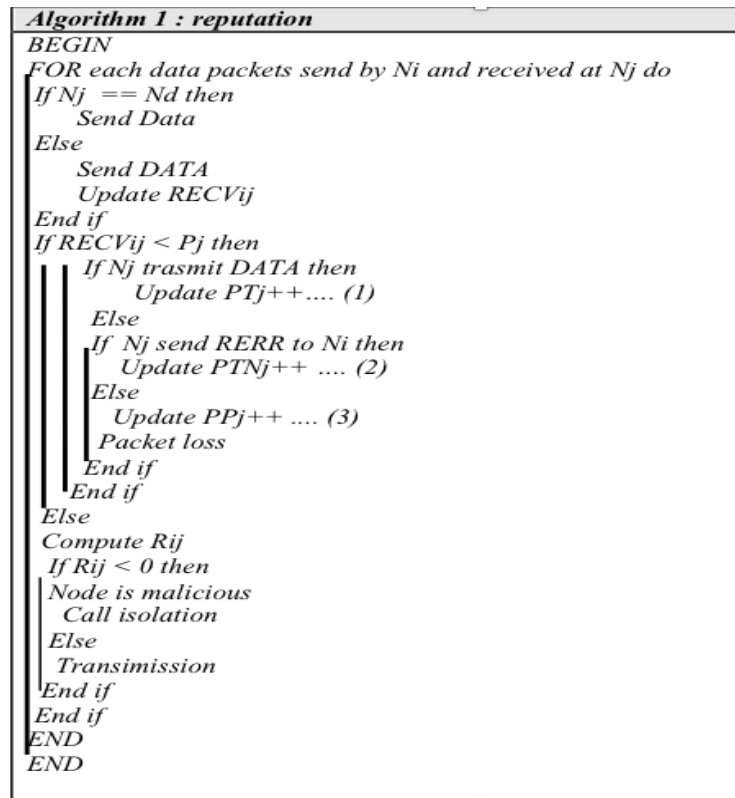 Algorithm 1 : reputation
BEGIN
FOR each data packets send by Ni and received at Nj do
If Nj == Nd then
Send Data
Else
Send DATA
Update RECVij
End if
If RECVij < Pj then
If Nj trasmit DATA then
Update PTj++.... (1)
Else
If Nj send RERR to Ni then
Update PTNj++ .... (2)
Else
Update PPj++ .... (3)
Packet loss
End if
End if
Else
Compute Rij
If Rij < 0 then
Node is malicious
Call isolation
Else
Transimission
End if
End if
END
END